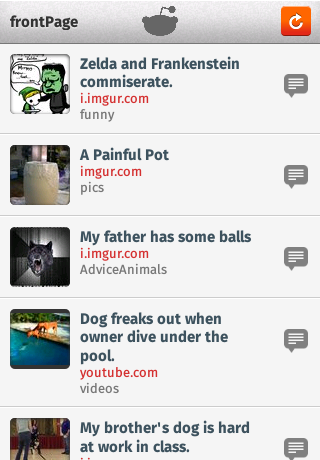 frontPage
Zelda and Frankenstein
commiserate.
i.imgur.com
funny
A Painful Pot
imgur.com
pics
My father has some balls
i.imgur.com
AdviceAnimals
Dog freaks out when
owner dive under the
pool.
youtube.com
videos
My brother's dog is hard
at work in class.